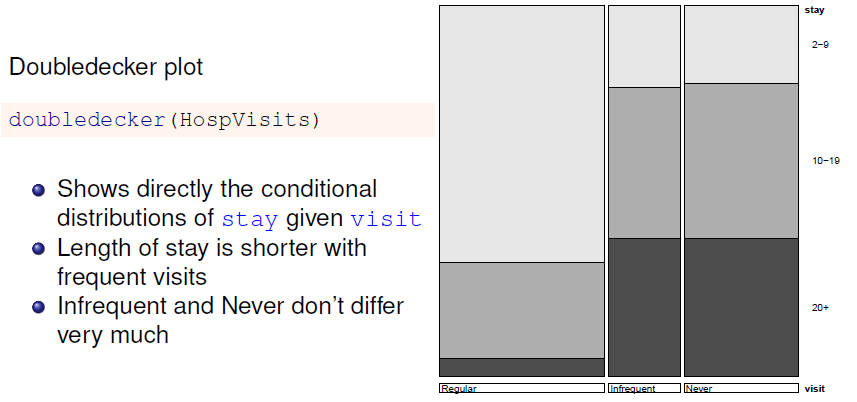 Doubledecker plot
doubledecker(HospVisits)
Shows directly the conditional
distributions of stay given visit
Length of stay is shorter with
frequent visits
Infrequent and Never don't differ
very much
stay
2−9
10−19
20+
Regular
Infrequent
Never
visit